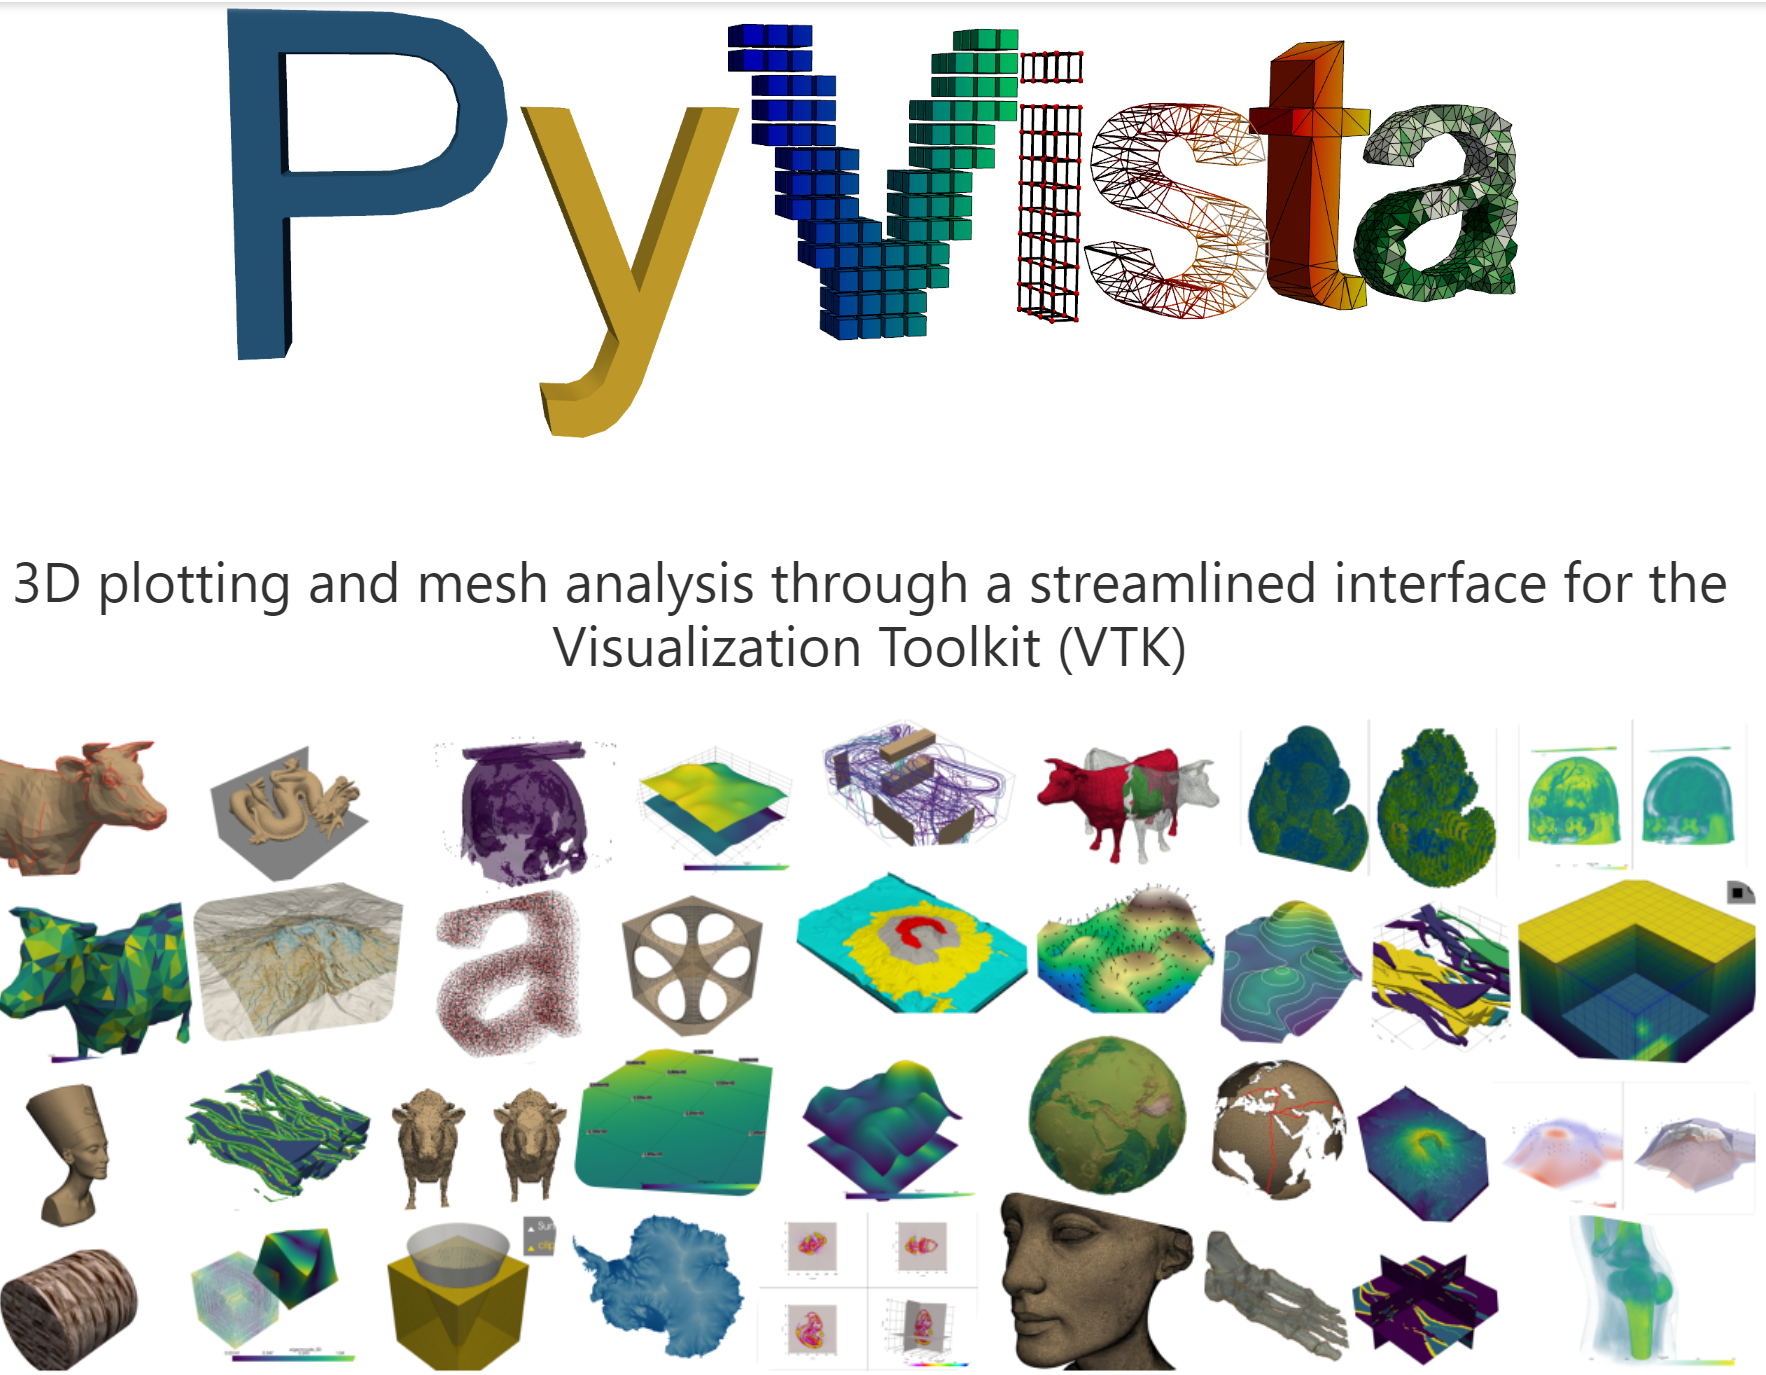 PyVista
3D plotting and mesh analysis through a streamlined interface for the
Visualization Toolkit (VTK)